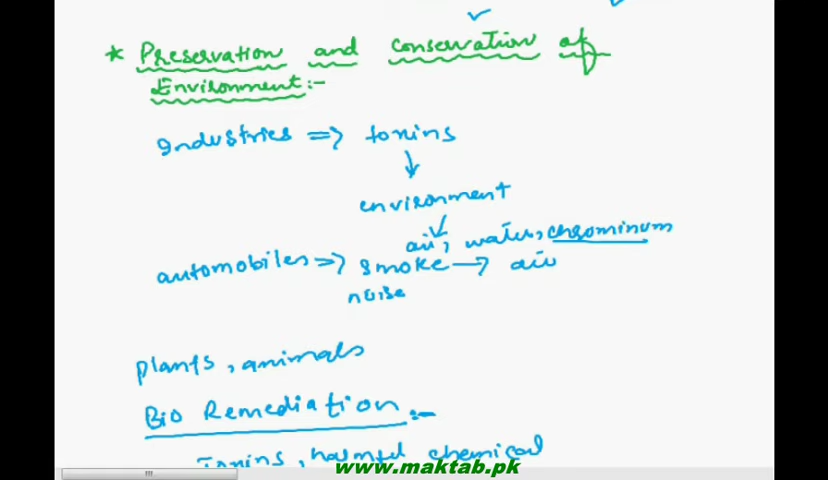 * Preservation and Conservation of
Environment:-
Industries => toxins
environment
air, water, chrominum
automobiles => smoke -> air
noise
plants, animals
Bio Remediation :-
Toxins, harmful chemical
www.maktab.pk